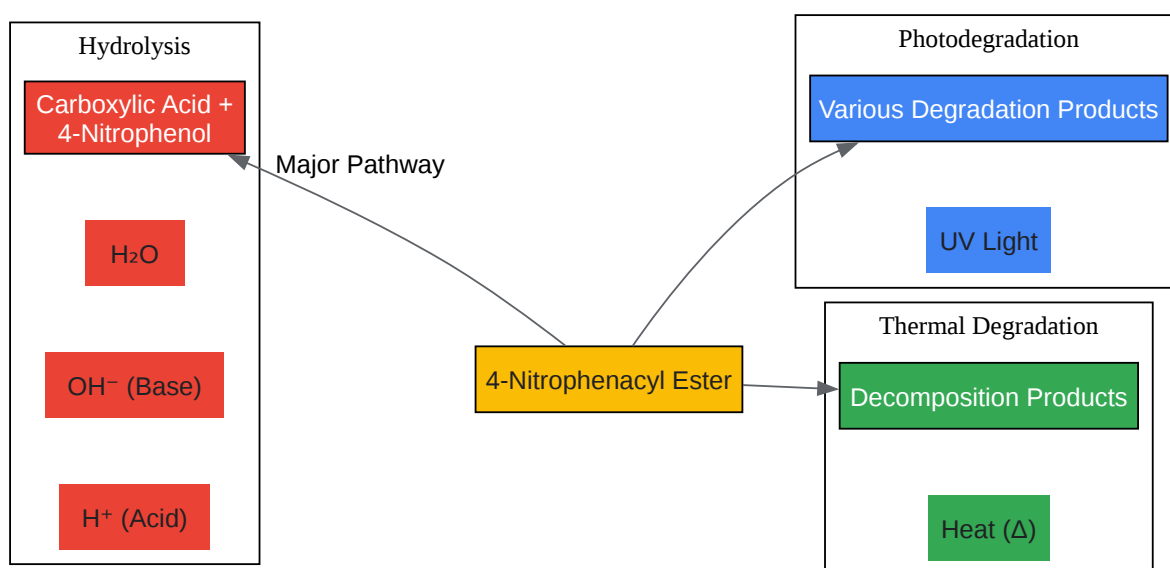 Hydrolysis
Carboxylic Acid +
4-Nitrophenol
H₂O
OH⁻ (Base)
H⁺ (Acid)
Major Pathway
4-Nitrophenacyl Ester
Photodegradation
Various Degradation Products
UV Light
Thermal Degradation
Decomposition Products
Heat (Δ)